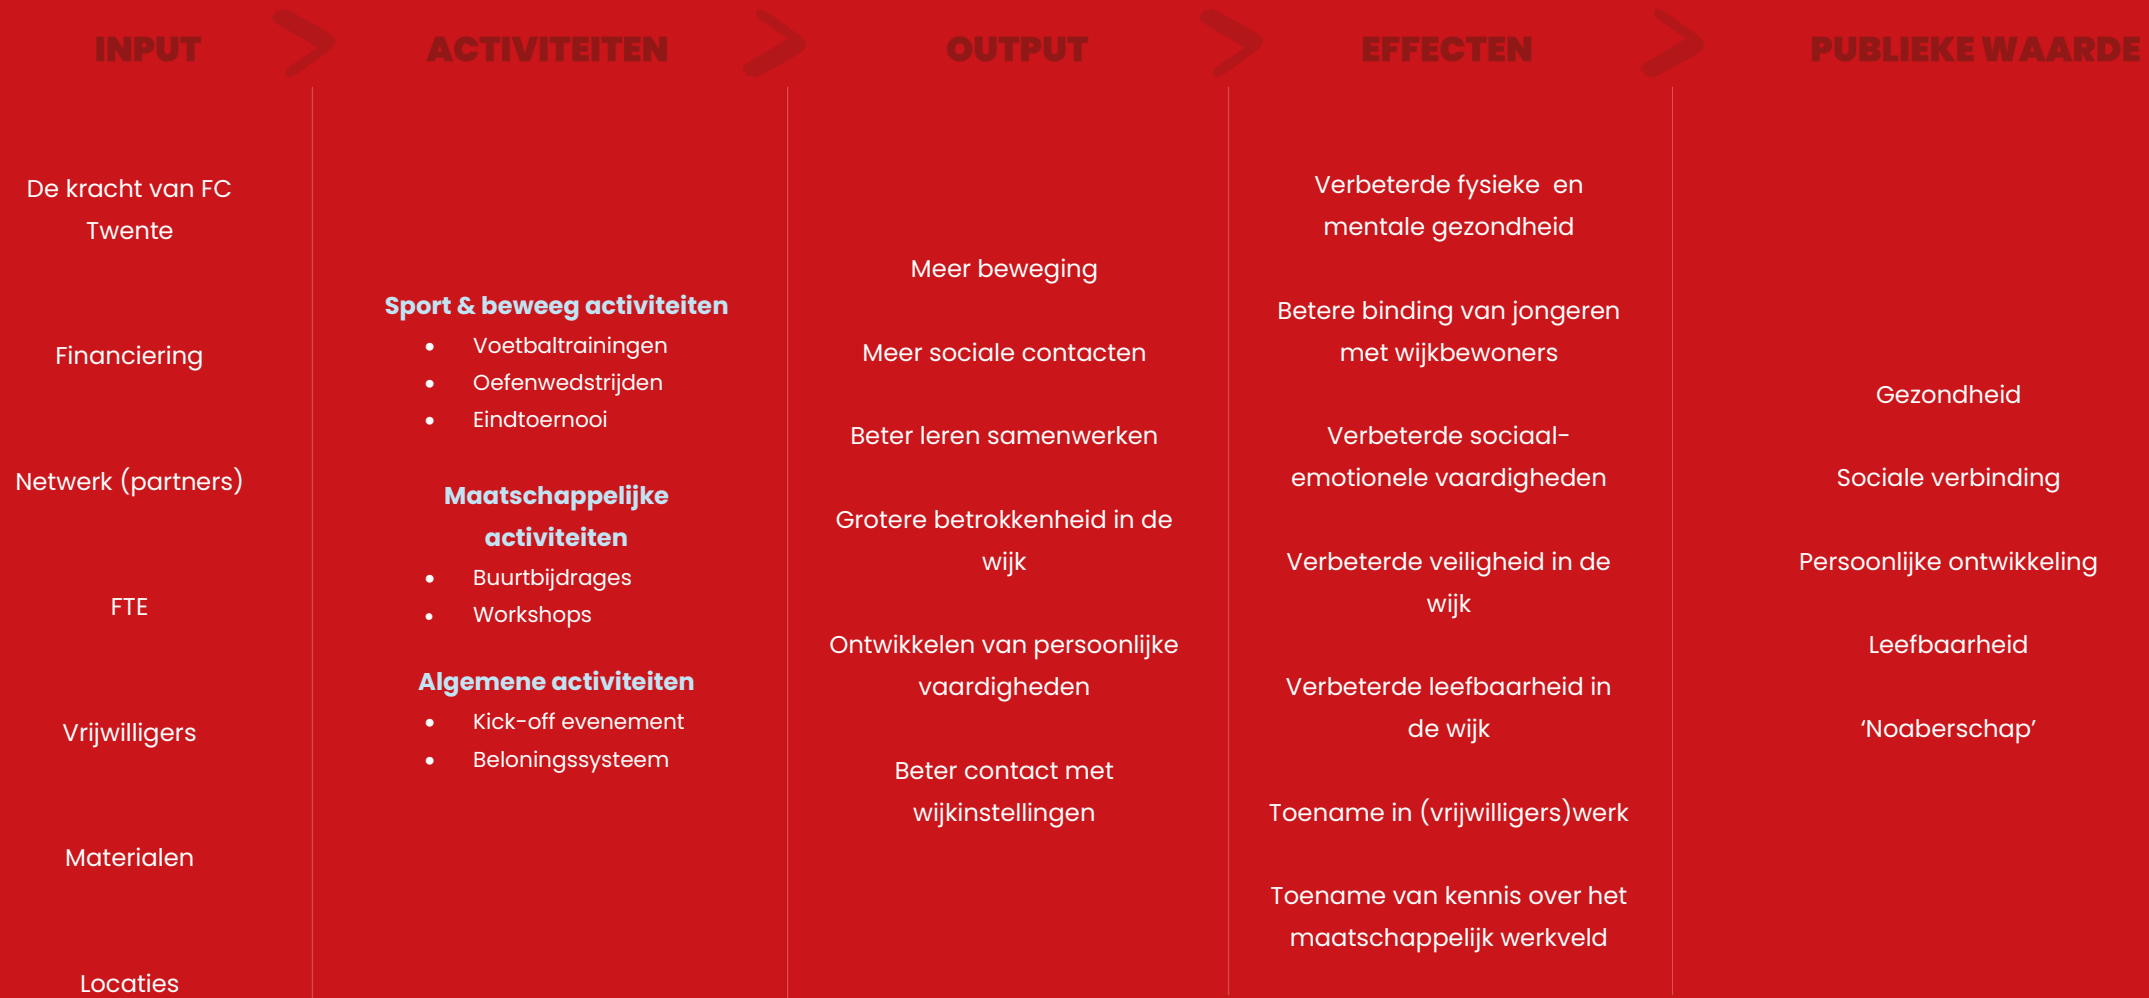 INPUT
ACTIVITEITEN
OUTPUT
EFFECTEN
PUBLIEKE WAARDE
De kracht van FC
Twente
Financiering
Netwerk (partners)
FTE
Vrijwilligers
Materialen
Locaties
Sport & beweeg activiteiten
• Voetbaltrainingen
• Oefenwedstrijden
• Eindtoernooi
Maatschappelijke
activiteiten
• Buurtbijdrages
• Workshops
Algemene activiteiten
• Kick-off evenement
• Beloningssysteem
Meer beweging
Meer sociale contacten
Beter leren samenwerken
Grotere betrokkenheid in de
wijk
Ontwikkelen van persoonlijke
vaardigheden
Beter contact met
wijkinstellingen
Verbeterde fysieke en
mentale gezondheid
Betere binding van jongeren
met wijkbewoners
Verbeterde sociaal-
emotionele vaardigheden
Verbeterde veiligheid in de
wijk
Verbeterde leefbaarheid in
de wijk
Toename in (vrijwilligers)werk
Toename van kennis over het
maatschappelijk werkveld
Gezondheid
Sociale verbinding
Persoonlijke ontwikkeling
Leefbaarheid
‘Noaberschap’